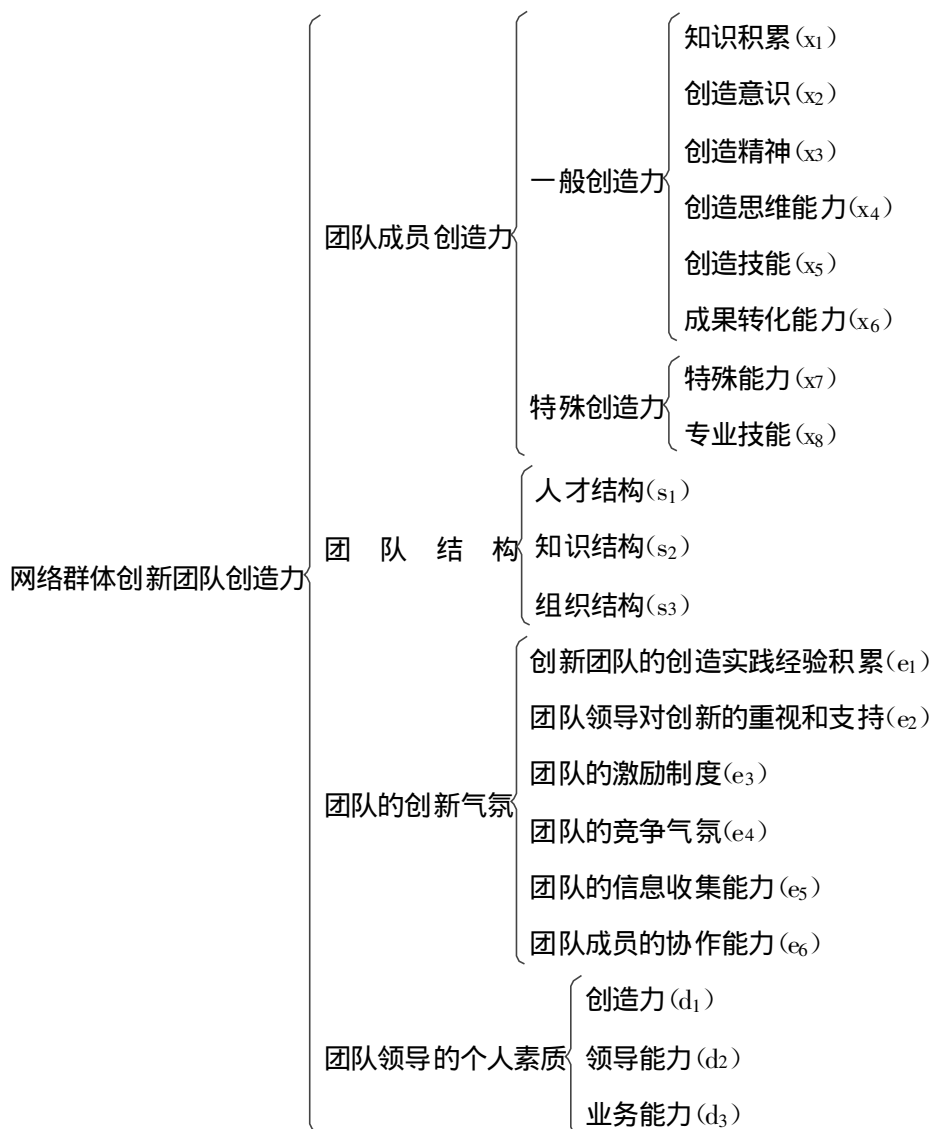 知识积累(x1)
创造意识(x2)
创造精神(x3)
一般创造力
创造思维能力(x4)
团队成员创造力
创造技能(x5)
成果转化能力(x6)
特殊能力(x7)
特殊创造力
专业技能(x8)
人才结构(s1)
团队结构
知识结构(s2)
网络群体创新团队创造力
组织结构(s3)
创新团队的创造实践经验积累(e1)
团队领导对创新的重视和支持(e2)
团队的激励制度(e3)
团队的创新气氛
团队的竞争气氛(e4)
团队的信息收集能力(e5)
团队成员的协作能力(e6)
创造力(d1)
团队领导的个人素质
领导能力(d2)
业务能力(d3)